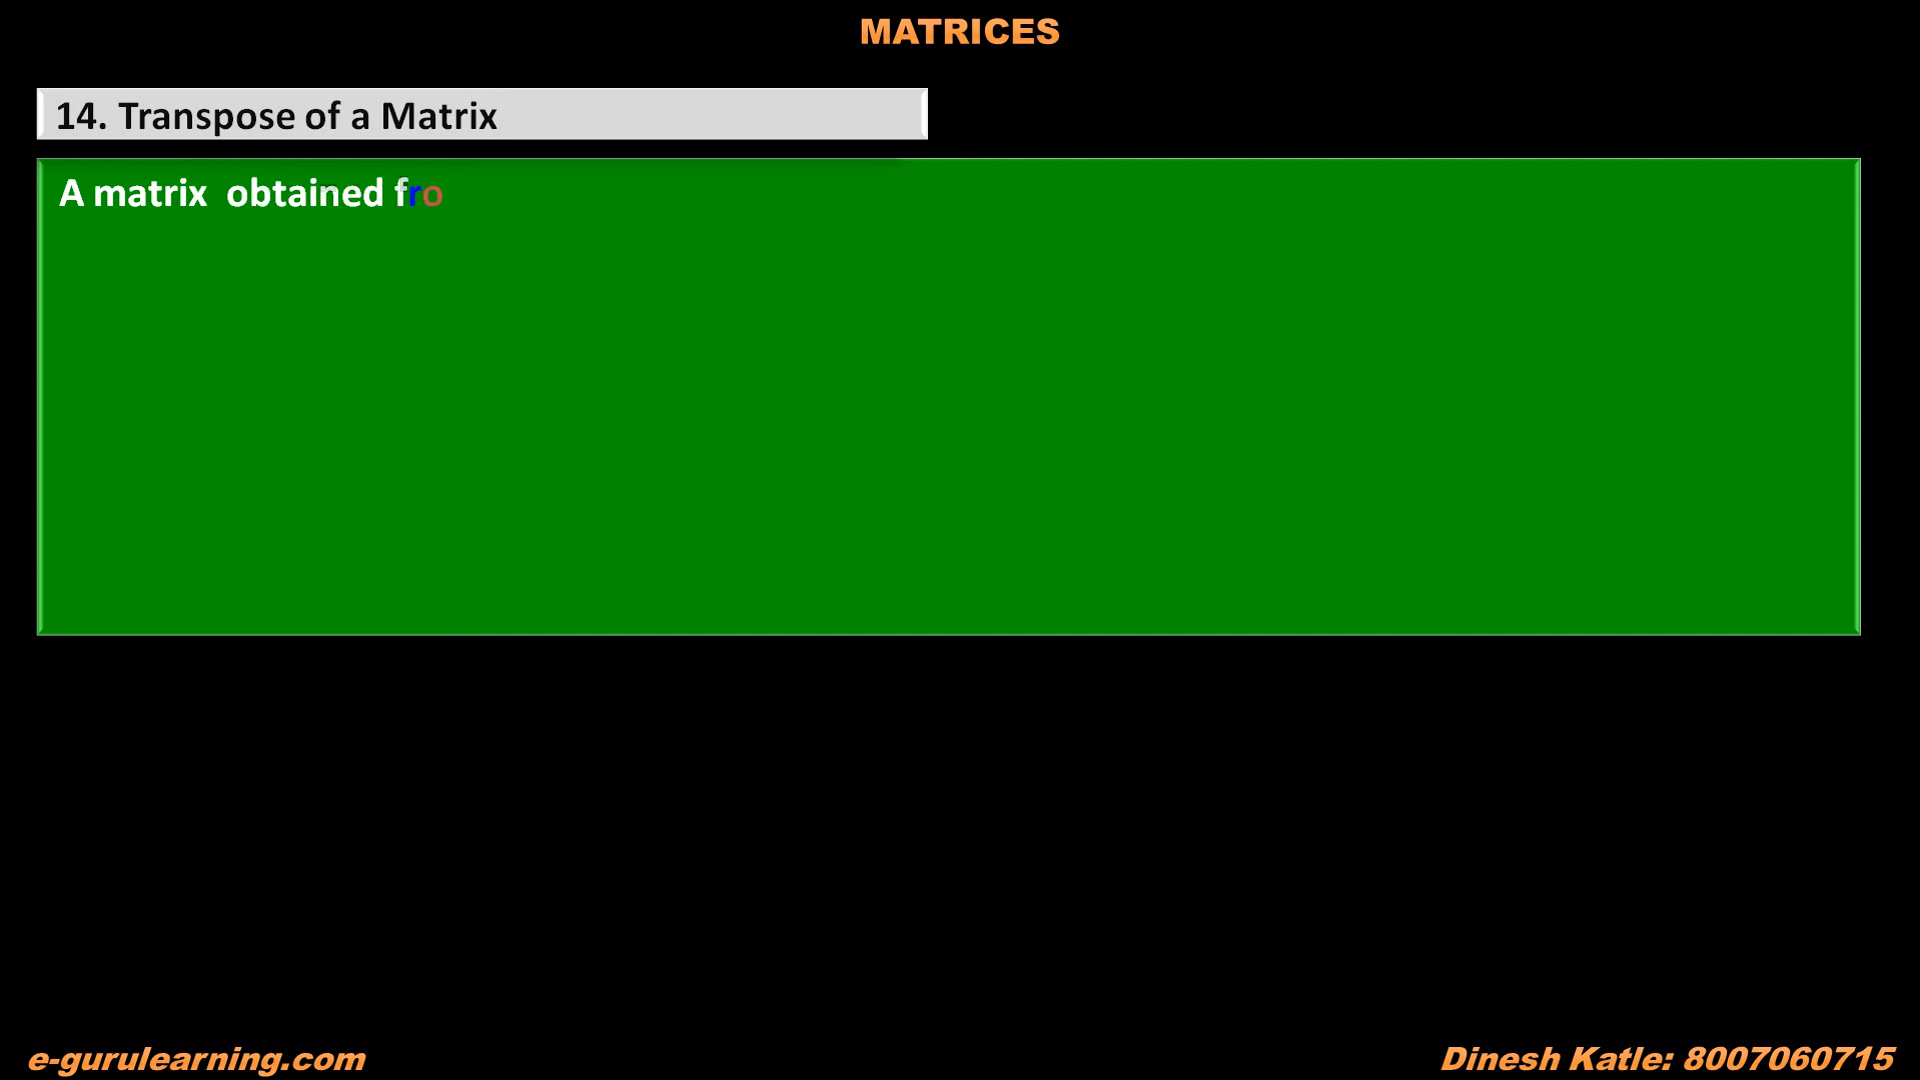 MATRICES
14. Transpose of a Matrix
A matrix  obtained fro
e-gurulearning.com
Dinesh Katle: 8007060715